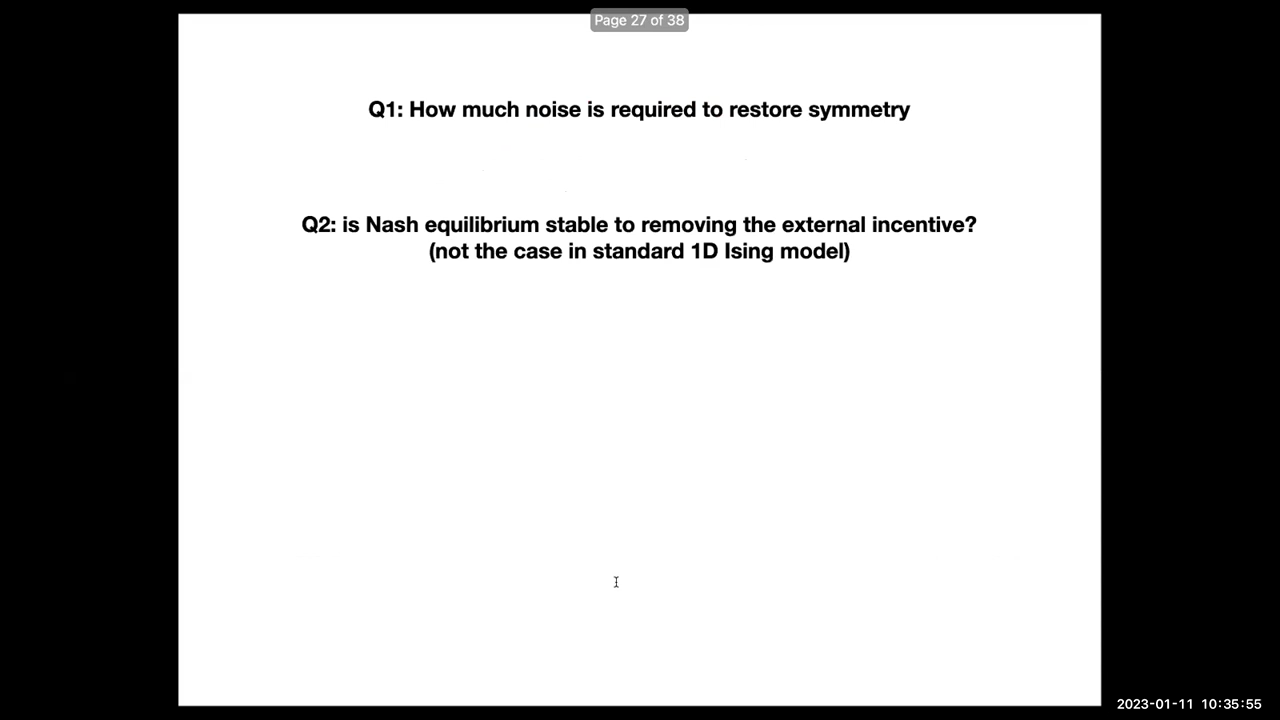 Page 27 of 38
Q1: How much noise is required to restore symmetry
Q2: is Nash equilibrium stable to removing the external incentive?
(not the case in standard 1D Ising model)
2023-01-11 10:35:55